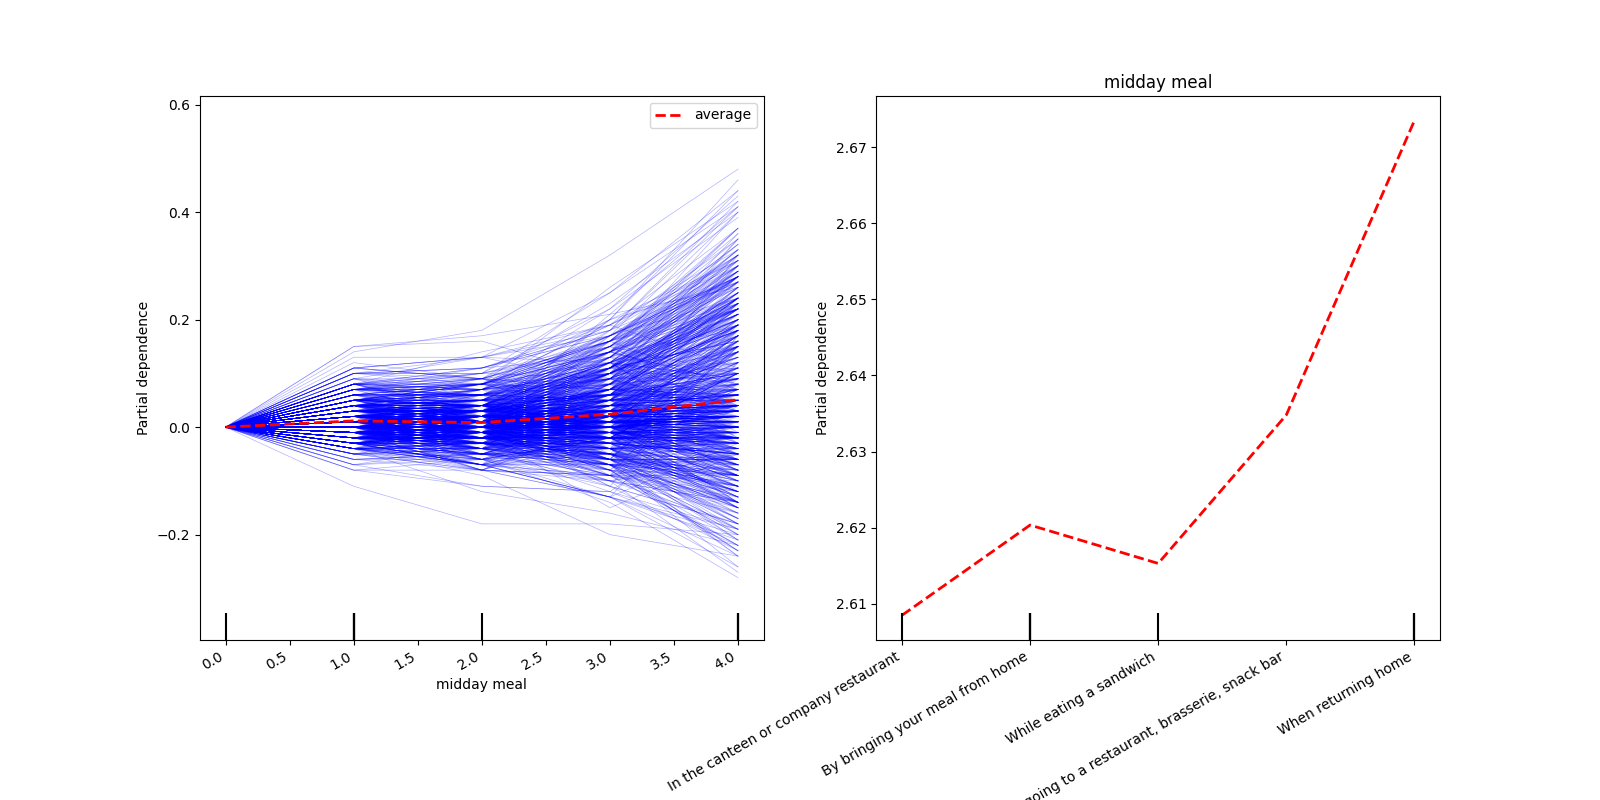 midday meal
average
Partial dependence
0.6
0.4
0.2
0.0
−0.2
0.0
0.5
1.0
1.5
2.0
2.5
3.0
3.5
4.0
midday meal
Partial dependence
2.67
2.66
2.65
2.64
2.63
2.62
2.61
In the canteen or company restaurant
By bringing your meal from home
While eating a sandwich
going to a restaurant, brasserie, snack bar
When returning home